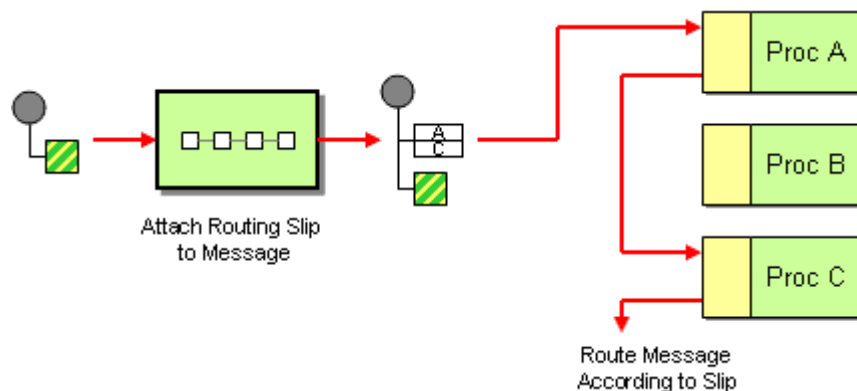 Proc A
A
C
Proc B
Attach Routing Slip
to Message
Proc C
Route Message
According to Slip